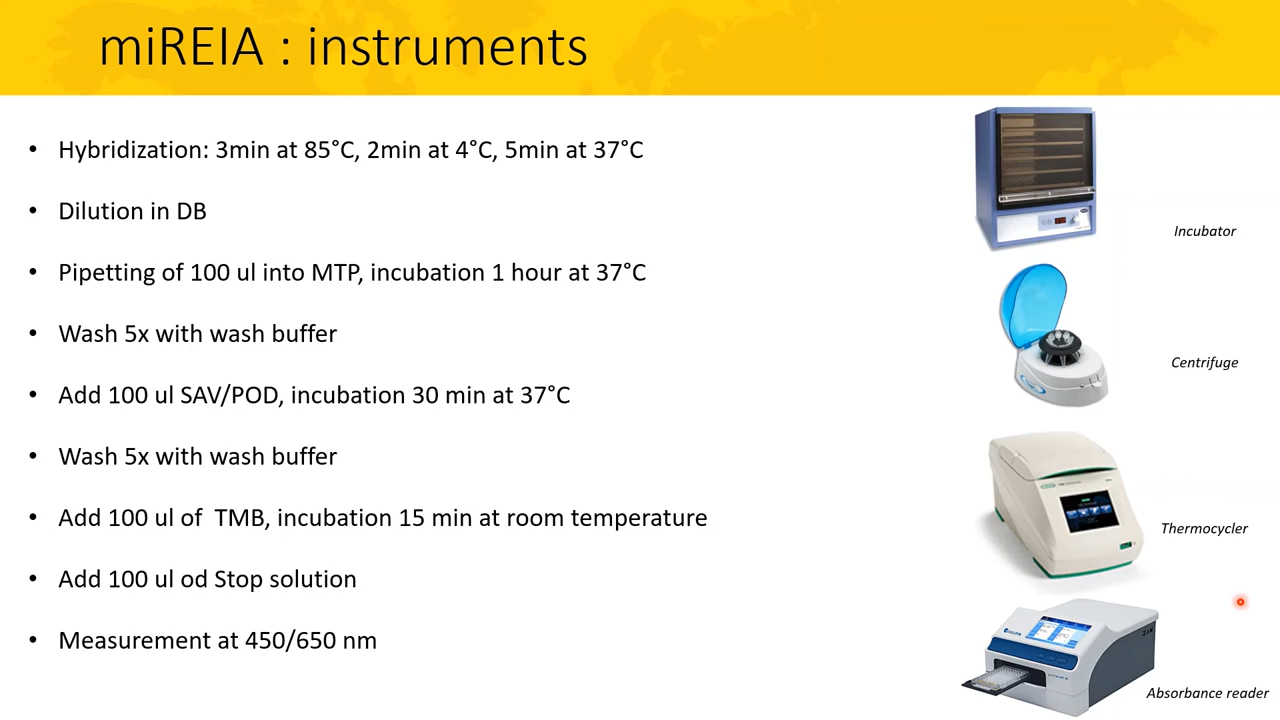 miREIA : instruments
• Hybridization: 3min at 85°C, 2min at 4°C, 5min at 37°C
• Dilution in DB
• Pipetting of 100 ul into MTP, incubation 1 hour at 37°C
• Wash 5x with wash buffer
• Add 100 ul SAV/POD, incubation 30 min at 37°C
• Wash 5x with wash buffer
• Add 100 ul of  TMB, incubation 15 min at room temperature
• Add 100 ul od Stop solution
• Measurement at 450/650 nm
Incubator
Centrifuge
Thermocycler
Absorbance reader